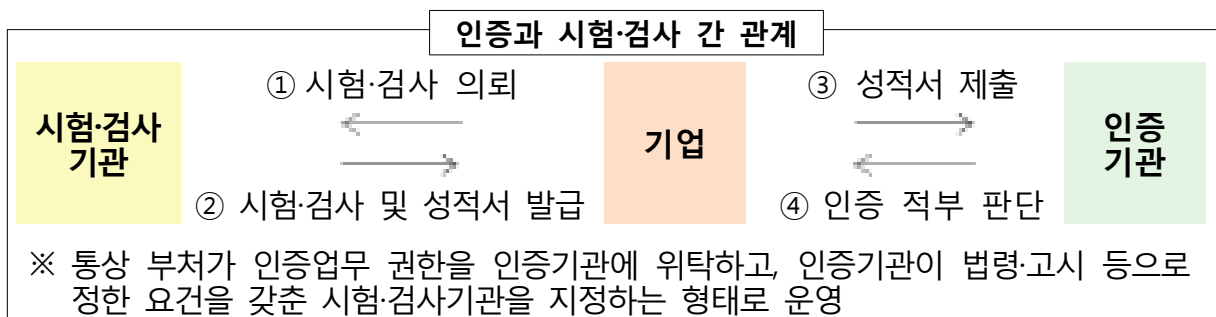 인증과 시험·검사 간 관계
① 시험·검사 의뢰
③ 성적서 제출
시험·검사
기관
기업
인증
기관
② 시험·검사 및 성적서 발급
④ 인증 적부 판단
※ 통상 부처가 인증업무 권한을 인증기관에 위탁하고, 인증기관이 법령·고시 등으로
정한 요건을 갖춘 시험·검사기관을 지정하는 형태로 운영